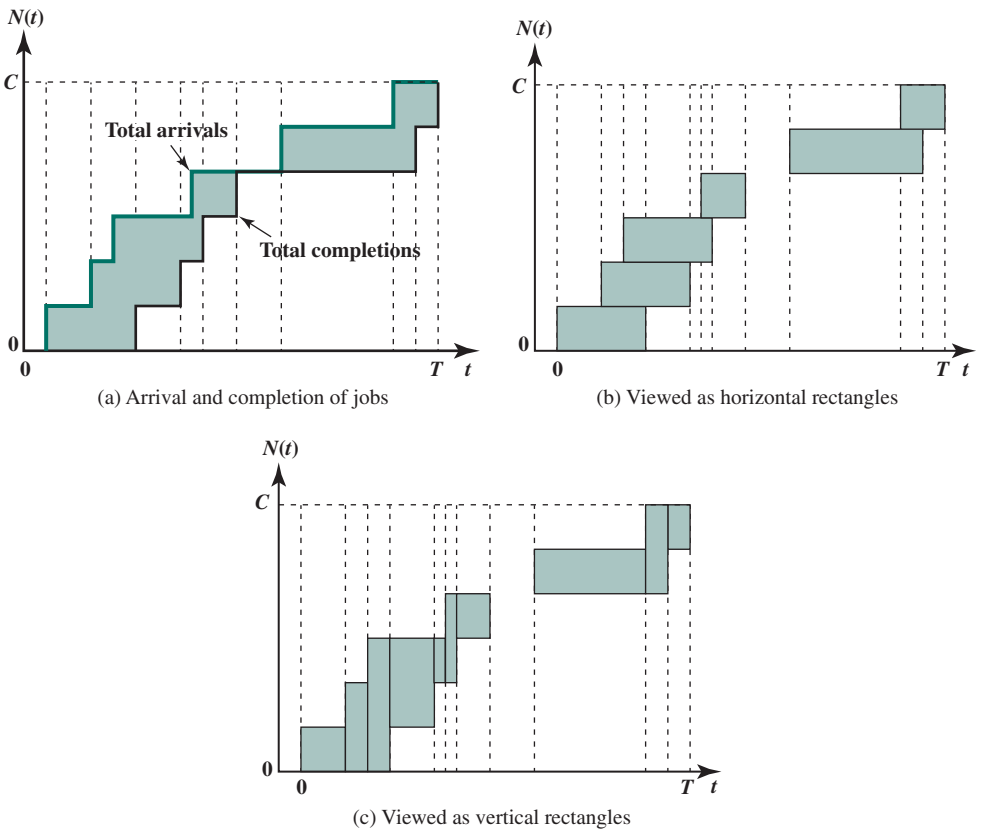 N(t)
C
Total arrivals
Total completions
0
0 T t
(a) Arrival and completion of jobs
N(t)
C
0
0 T t
(b) Viewed as horizontal rectangles
N(t)
C
0
0 T t
(c) Viewed as vertical rectangles